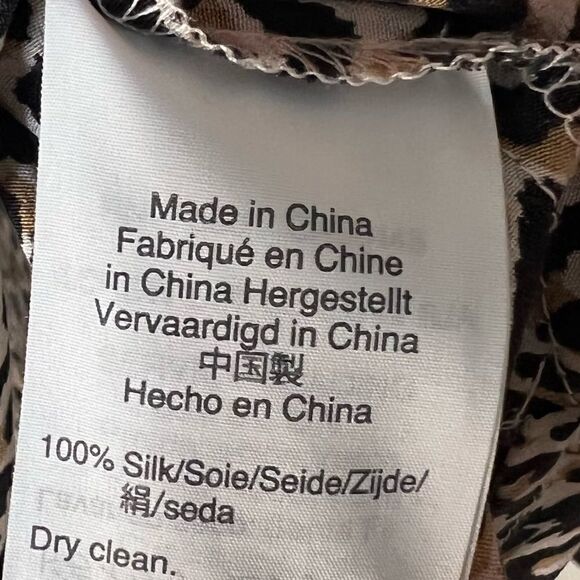 Made in China
Fabriqué en Chine
in China Hergestellt
Vervaardigd in China
中国製
Hecho en China
100% Silk/Soie/Seide/Zijde/
絹/seda
Dry clean.